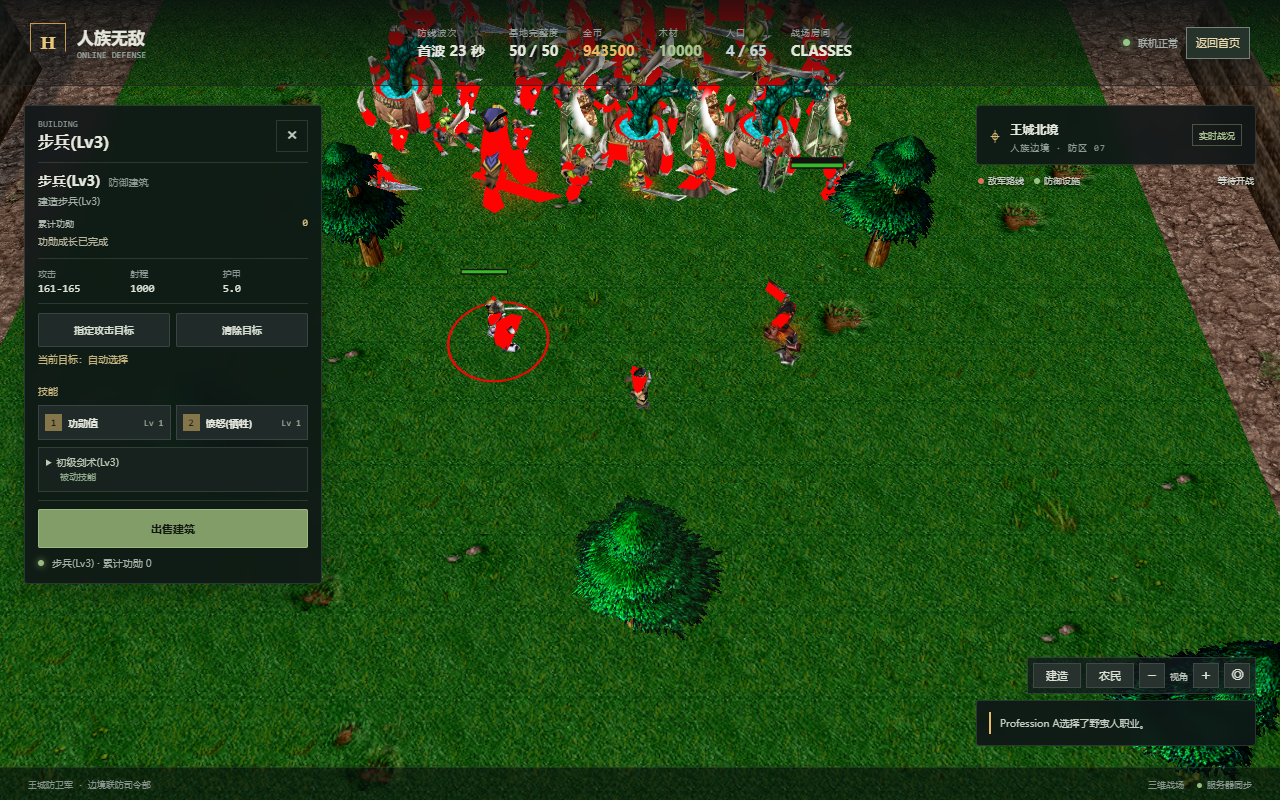 H
人族无敌
ONLINE DEFENSE
防线波次
首波 23 秒
基地完整度
50 / 50
金币
943500
木材
10000
人口
4 / 65
战场房间
CLASSES
联机正常
返回首页
BUILDING
步兵(Lv3)
×
步兵(Lv3) 防御建筑
建造步兵(Lv3)
累计功勋 0
功勋成长已完成
攻击 射程 护甲
161-165 1000 5.0
指定攻击目标 清除目标
当前目标: 自动选择
技能
1 功勋值 Lv 1
2 愤怒(牺牲) Lv 1
▶ 初级剑术(Lv3)
被动技能
出售建筑
步兵(Lv3) · 累计功勋 0
王城北境
人族边境 · 防区 07
实时战况
敌军路线 防御设施 等待开战
建造 农民 − 视角 +
Profession A选择了野蛮人职业。
王城防卫军 · 边境联防司令部
三维战场 服务器同步